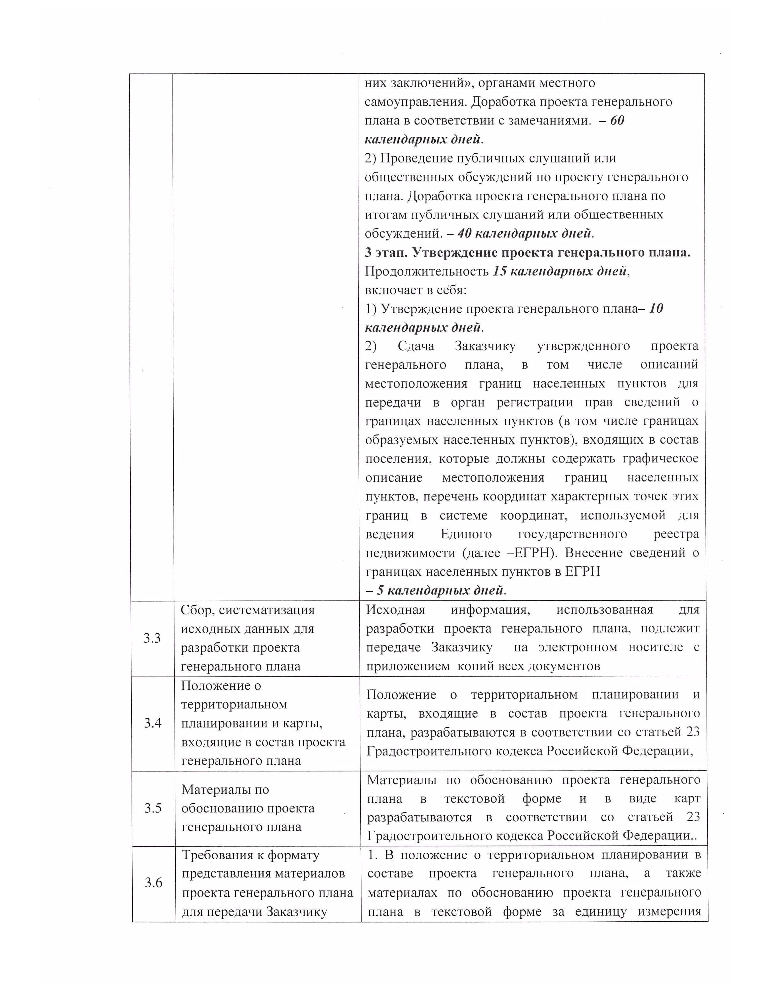 них заключений», органами местного
самоуправления. Доработка проекта генерального
плана в соответствии с замечаниями. – 60
календарных дней.
2) Проведение публичных слушаний или
общественных обсуждений по проекту генерального
плана. Доработка проекта генерального плана по
итогам публичных слушаний или общественных
обсуждений. – 40 календарных дней.
3 этап. Утверждение проекта генерального плана.
Продолжительность 15 календарных дней,
включает в себя:
1) Утверждение проекта генерального плана– 10
календарных дней.
2) Сдача Заказчику утвержденного проекта
генерального плана, в том числе описаний
местоположения границ населенных пунктов для
передачи в орган регистрации прав сведений о
границах населенных пунктов (в том числе границах
образуемых населенных пунктов), входящих в состав
поселения, которые должны содержать графическое
описание местоположения границ населенных
пунктов, перечень координат характерных точек этих
границ в системе координат, используемой для
ведения Единого государственного реестра
недвижимости (далее –ЕГРН). Внесение сведений о
границах населенных пунктов в ЕГРН
– 5 календарных дней.
3.3
Сбор, систематизация
исходных данных для
разработки проекта
генерального плана
Исходная информация, использованная для
разработки проекта генерального плана, подлежит
передаче Заказчику на электронном носителе с
приложением копий всех документов
3.4
Положение о
территориальном
планировании и карты,
входящие в состав проекта
генерального плана
Положение о территориальном планировании и
карты, входящие в состав проекта генерального
плана, разрабатываются в соответствии со статьей 23
Градостроительного кодекса Российской Федерации,
3.5
Материалы по
обоснованию проекта
генерального плана
Материалы по обоснованию проекта генерального
плана в текстовой форме и в виде карт
разрабатываются в соответствии со статьей 23
Градостроительного кодекса Российской Федерации,.
3.6
Требования к формату
представления материалов
проекта генерального плана
для передачи Заказчику
1. В положение о территориальном планировании в
составе проекта генерального плана, а также
материалах по обоснованию проекта генерального
плана в текстовой форме за единицу измерения